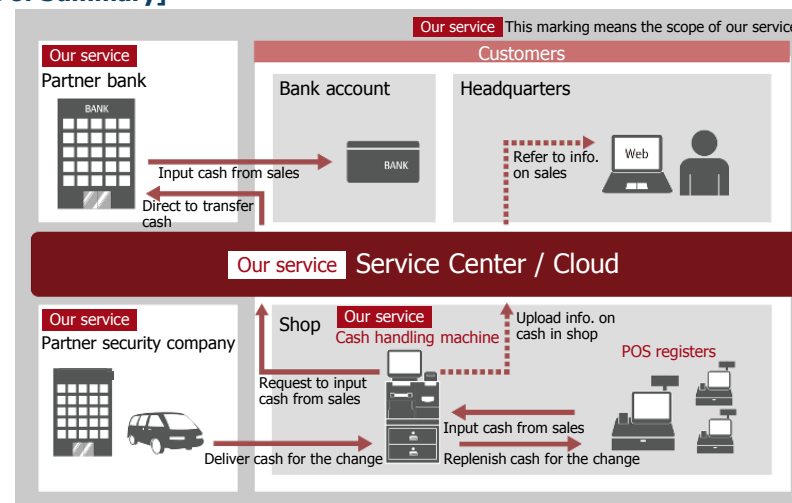 Summary]
Our service This marking means the scope of our service
Our service
Partner bank
BANK
Customers
Bank account
BANK
Headquarters
Web
Input cash from sales
Direct to transfer
cash
Refer to info.
on sales
Our service Service Center / Cloud
Our service
Partner security company
Shop
Our service
Cash handling machine
Upload info. on
cash in shop
POS registers
Request to input
cash from sales
Input cash from sales
Deliver cash for the change
Replenish cash for the change